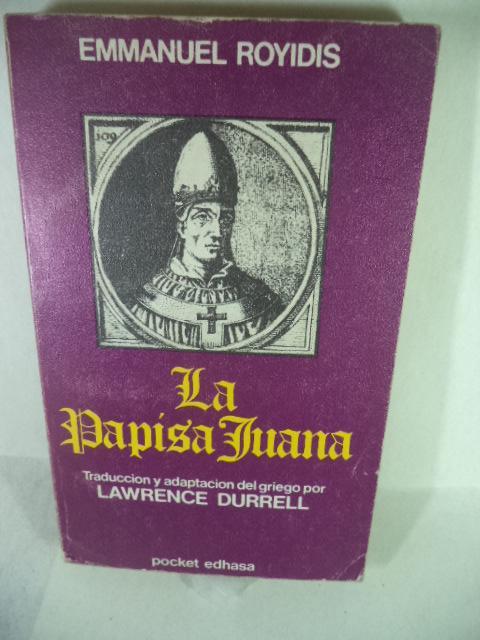 EMMANUEL ROYIDIS
109
La
Papisa Juana
Traduccion y adaptacion del griego por
LAWRENCE DURRELL
pocket edhasa